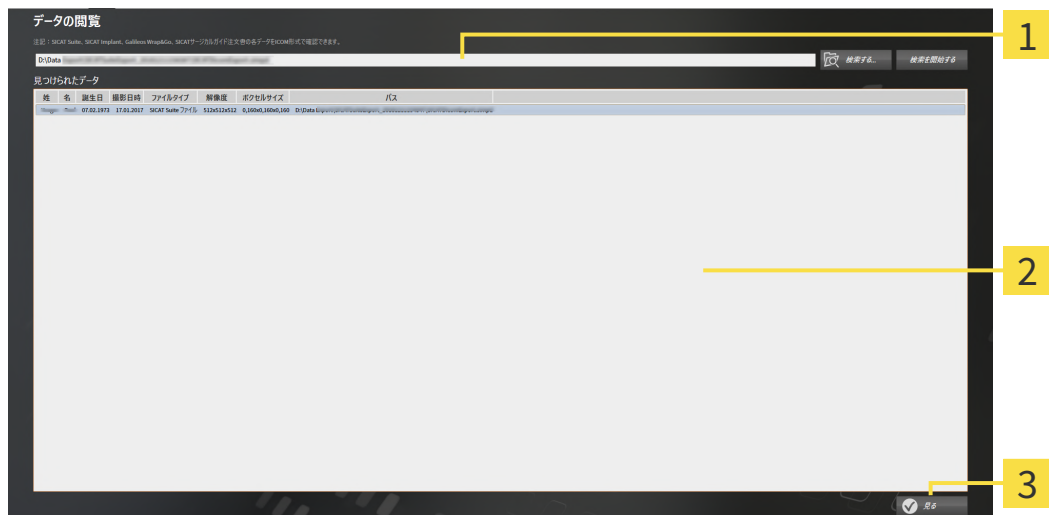 データの閲覧
1
注記：SICAT Suite, SICAT Implant, Galileos Wrap&Go, SICATサージカルガイド注文書の各データをICOM形式で確認できます。
D:\Data
検索する...
検索を開始する
見つけられたデータ
姓 名 誕生日 撮影日時 ファイルタイプ 解像度 ボクセルサイズ パス
07.02.1973 17.01.2017 SICAT Suite ファイル 512x512x512 0,160x0,160x0,160 D:\Data
2
3
見る